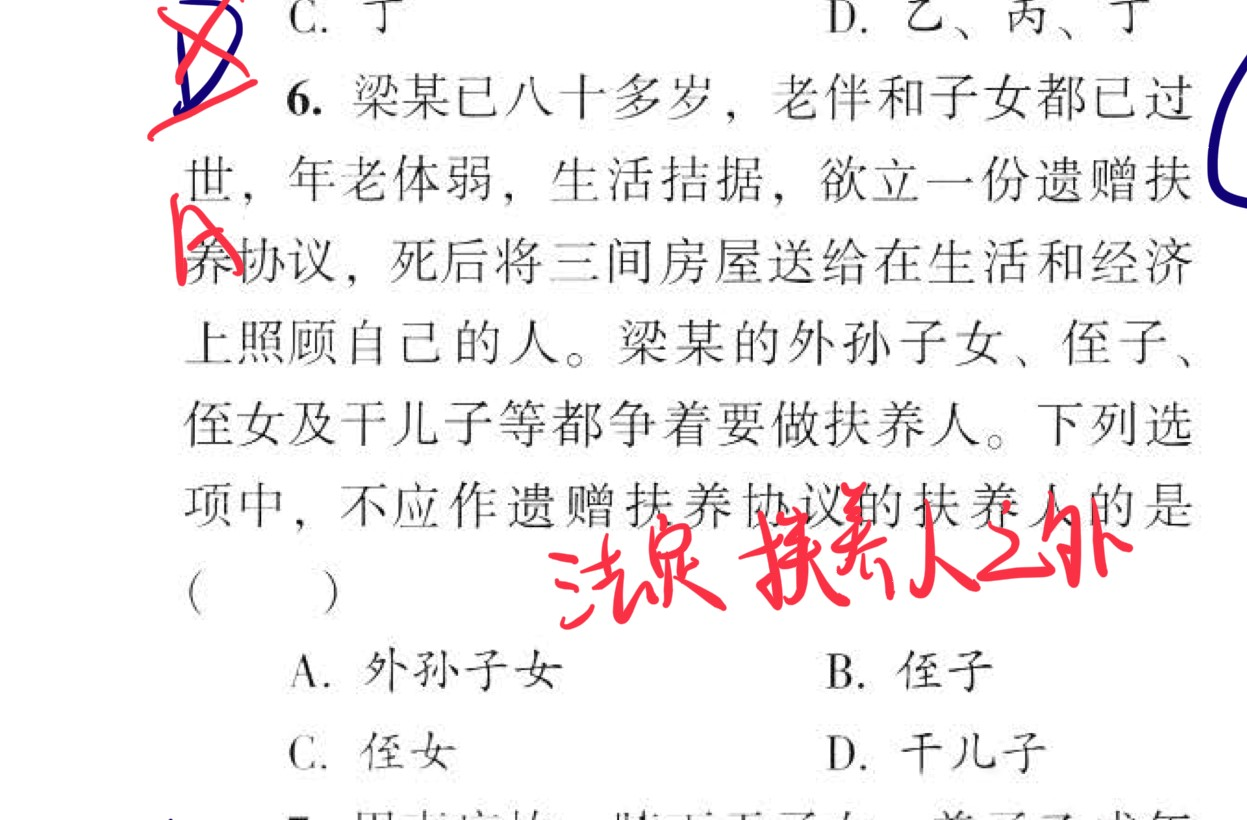 C. 丁 D. 乙、丙、丁
D
6. 梁某已八十多岁，老伴和子女都已过
世，年老体弱，生活拮据，欲立一份遗赠扶
A
养协议，死后将三间房屋送给在生活和经济
上照顾自己的人。梁某的外孙子女、侄子、
侄女及干儿子等都争着要做扶养人。下列选
项中，不应作遗赠扶养协议的扶养人的是
法定扶养人之外
（ ）
A. 外孙子女 B. 侄子
C. 侄女 D. 干儿子